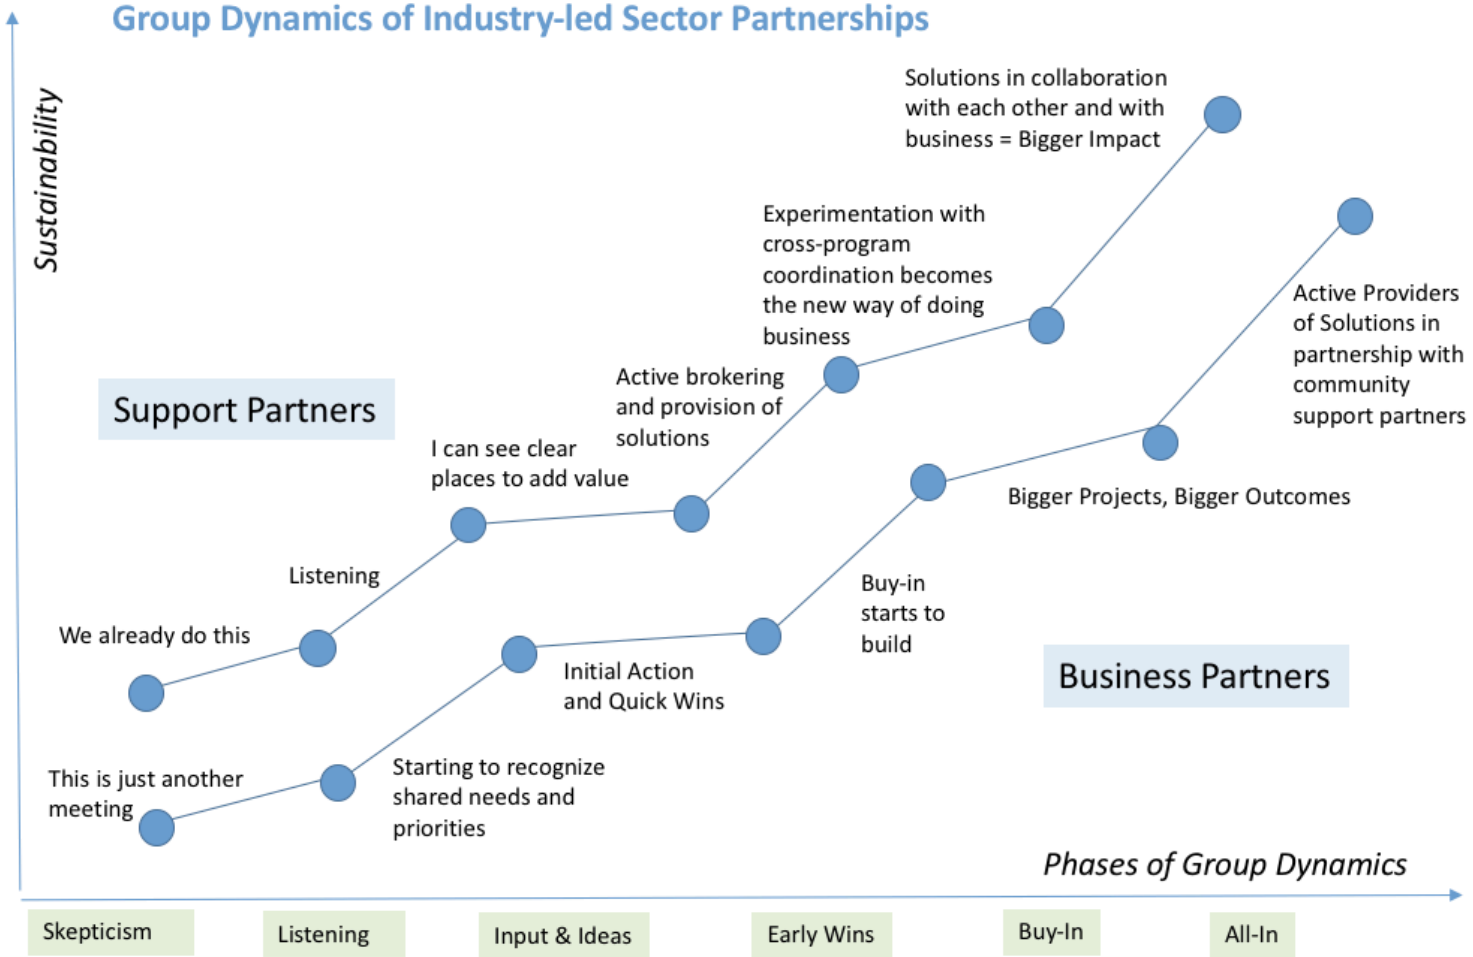 Group Dynamics of Industry-led Sector Partnerships
Sustainability
Solutions in collaboration
with each other and with
business = Bigger Impact
Experimentation with
cross-program
coordination becomes
the new way of doing
business
Active Providers
of Solutions in
partnership with
community
support partners
Active brokering
and provision of
solutions
Support Partners
I can see clear
places to add value
Bigger Projects, Bigger Outcomes
Listening
Buy-in
starts to
build
We already do this
Initial Action
and Quick Wins
Business Partners
This is just another
meeting
Starting to recognize
shared needs and
priorities
Phases of Group Dynamics
Skepticism
Listening
Input & Ideas
Early Wins
Buy-In
All-In